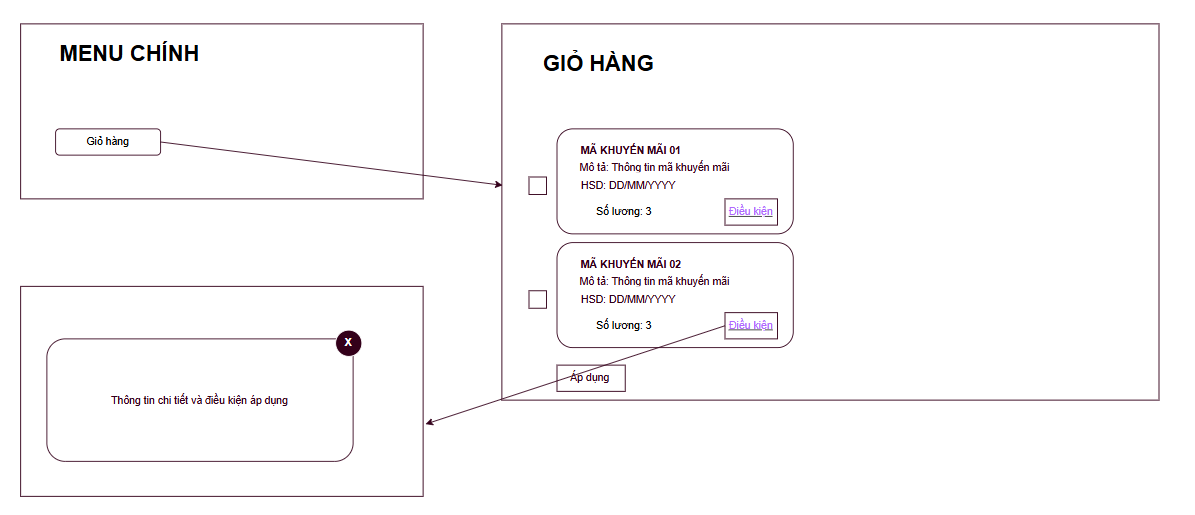 MENU CHÍNH
Giỏ hàng
GIỎ HÀNG
MÃ KHUYẾN MÃI 01
Mô tả: Thông tin mã khuyến mãi
HSD: DD/MM/YYYY
Số lương: 3
Điều kiện
MÃ KHUYẾN MÃI 02
Mô tả: Thông tin mã khuyến mãi
HSD: DD/MM/YYYY
Số lương: 3
Điều kiện
Áp dụng
X
Thông tin chi tiết và điều kiện áp dụng